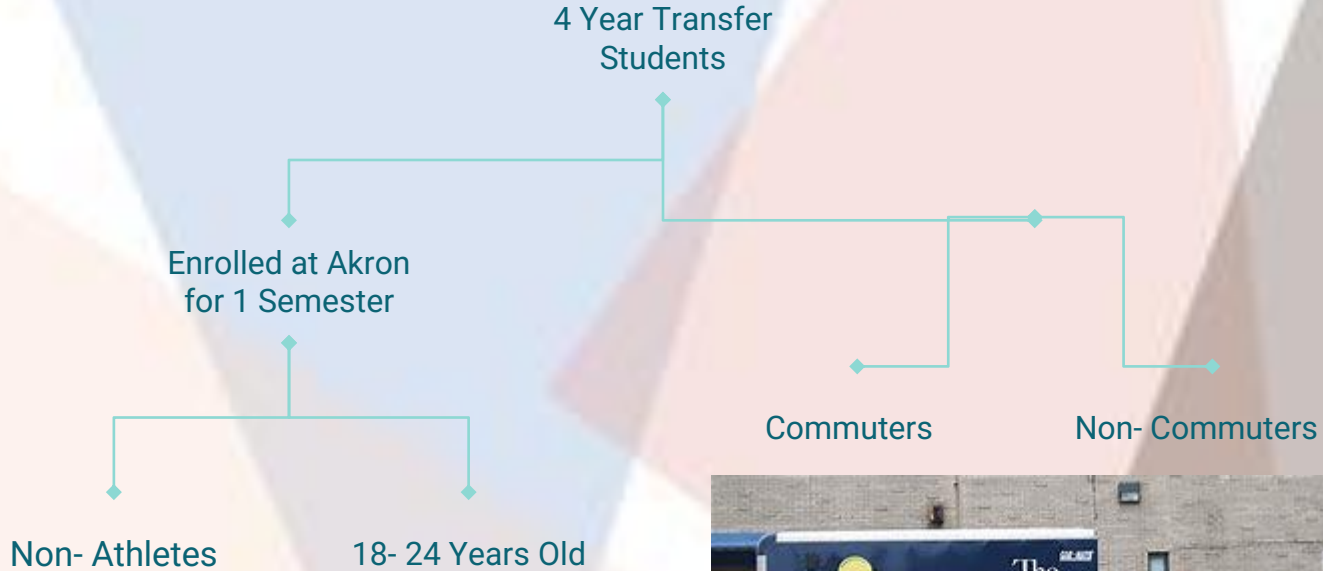 4 Year Transfer
Students
Enrolled at Akron
for 1 Semester
Commuters
Non- Commuters
Non- Athletes
18- 24 Years Old
The